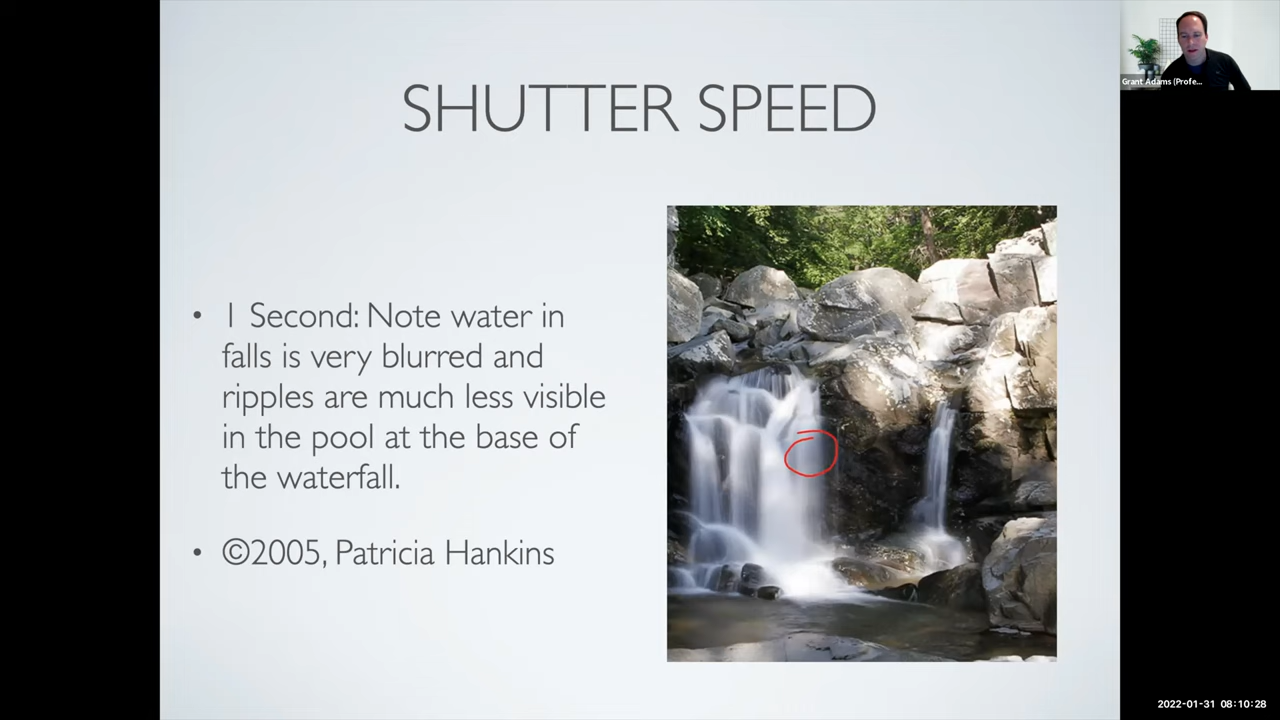 SHUTTER SPEED
• 1 Second: Note water in
falls is very blurred and
ripples are much less visible
in the pool at the base of
the waterfall.
• ©2005, Patricia Hankins
Grant Adams (Profe...
2022-01-31 08:10:28